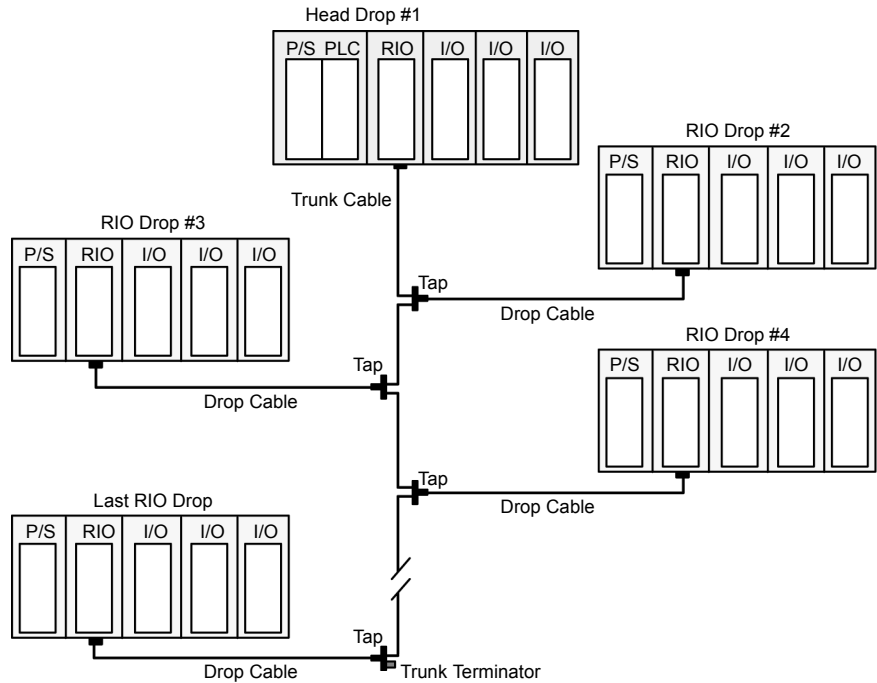 Head Drop #1
P/S PLC RIO I/O I/O I/O
RIO Drop #2
P/S RIO I/O I/O I/O
Trunk Cable
RIO Drop #3
P/S RIO I/O I/O I/O
Tap
Drop Cable
RIO Drop #4
P/S RIO I/O I/O I/O
Tap
Drop Cable
Tap
Drop Cable
Last RIO Drop
P/S RIO I/O I/O I/O
Tap
Drop Cable
Trunk Terminator